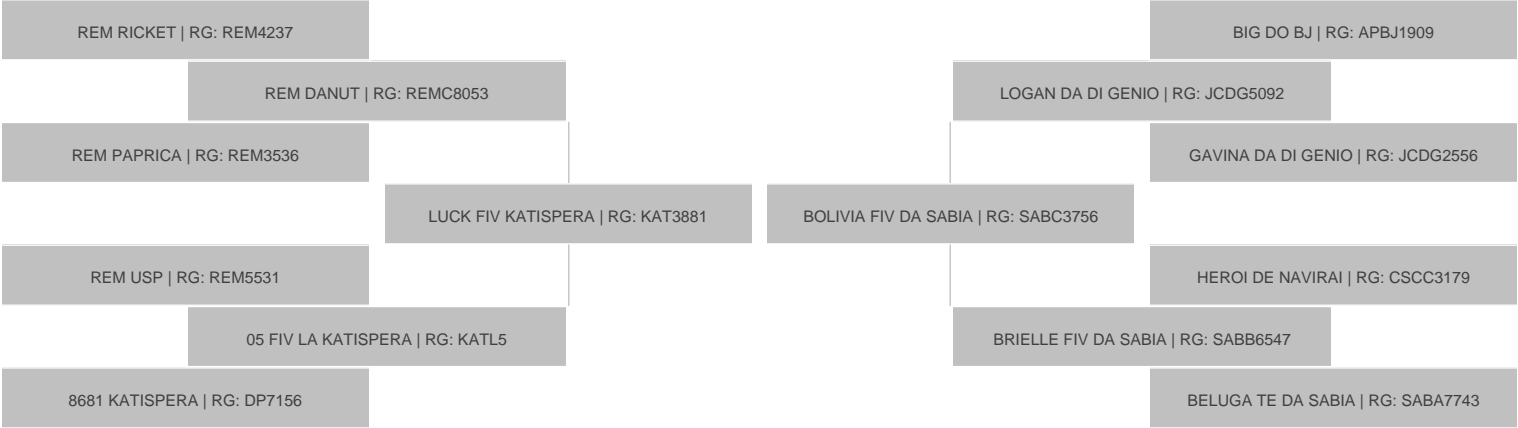 REM RICKET | RG: REM4237
BIG DO BJ | RG: APBJ1909
REM DANUT | RG: REMC8053
LOGAN DA DI GENIO | RG: JCDG5092
REM PAPRICA | RG: REM3536
GAVINA DA DI GENIO | RG: JCDG2556
LUCK FIV KATISPERA | RG: KAT3881
BOLIVIA FIV DA SABIA | RG: SABC3756
REM USP | RG: REM5531
HEROI DE NAVIRAI | RG: CSCC3179
05 FIV LA KATISPERA | RG: KATL5
BRIELLE FIV DA SABIA | RG: SABB6547
8681 KATISPERA | RG: DP7156
BELUGA TE DA SABIA | RG: SABA7743